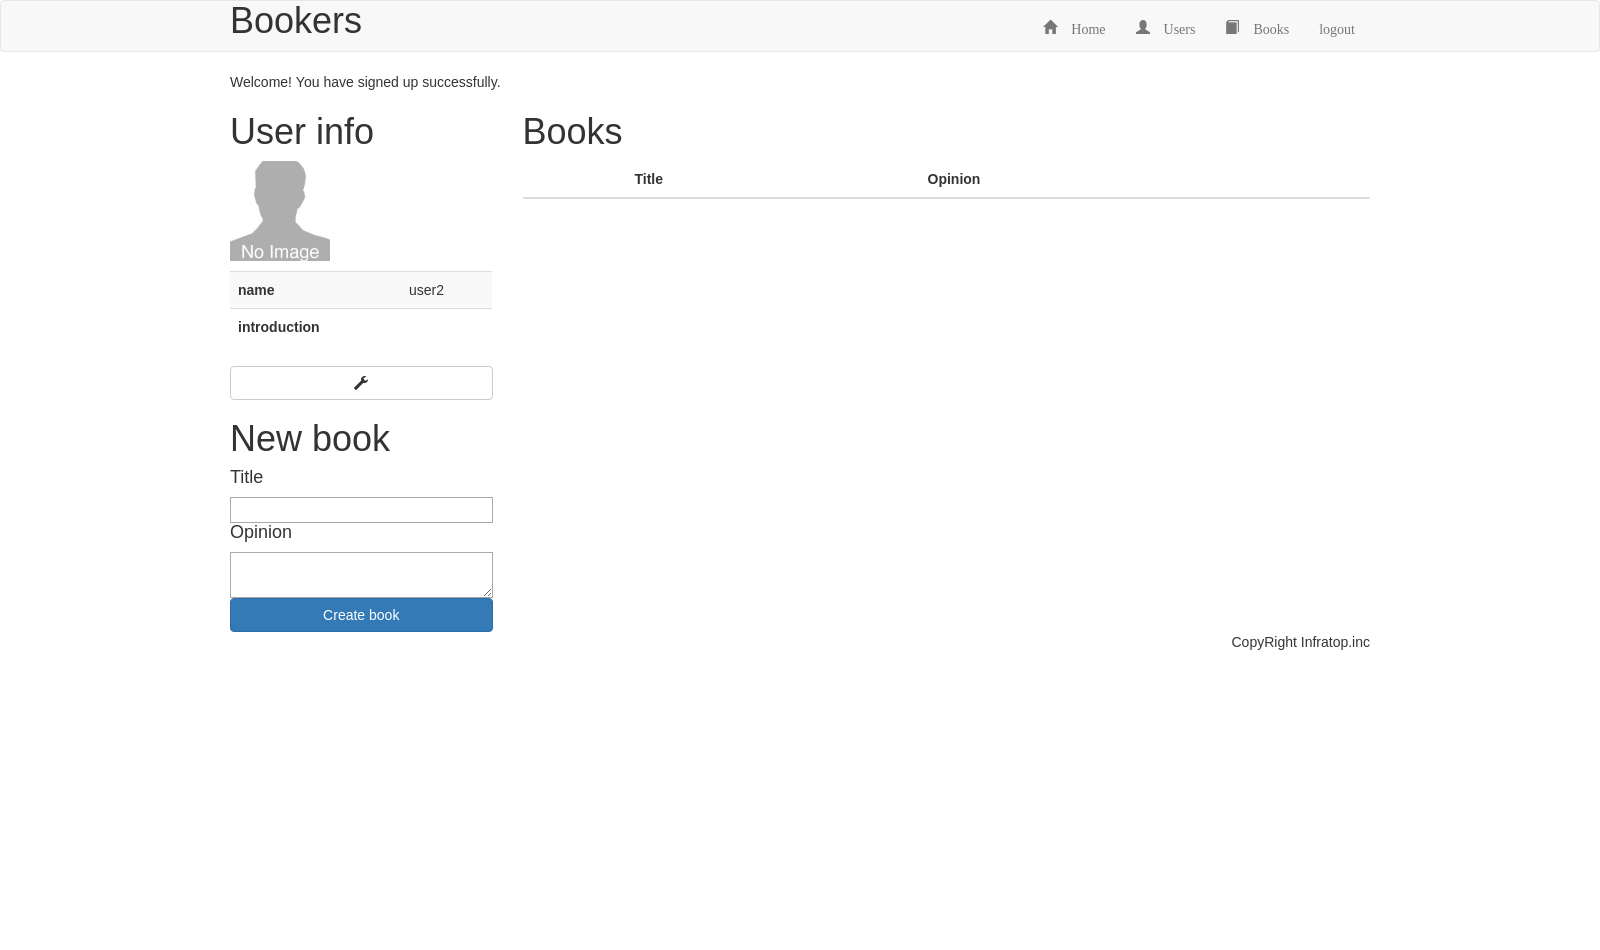 Bookers
Home Users Books logout
Welcome! You have signed up successfully.
User info
No Image
name user2
introduction
New book
Title
Opinion
Create book
Books
Title Opinion
CopyRight Infratop.inc